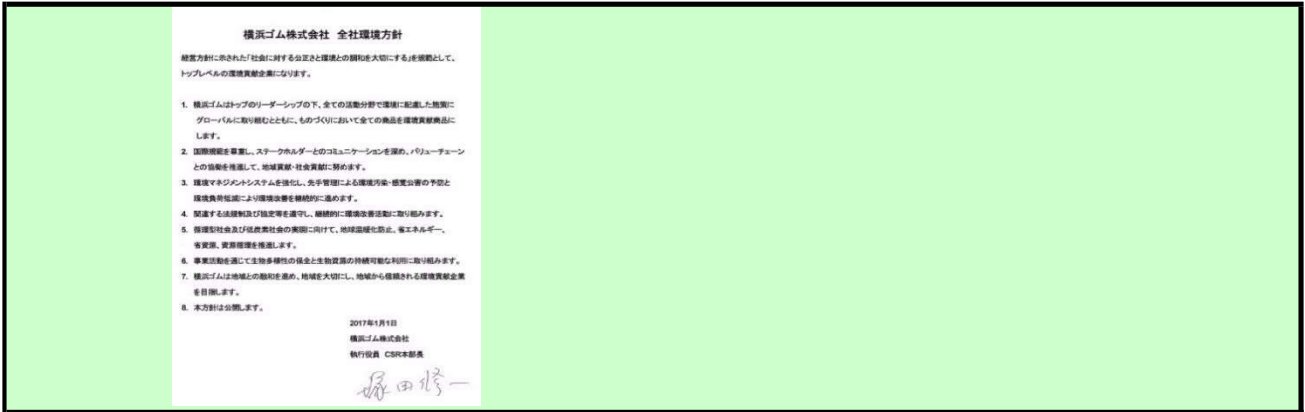 横浜ゴム株式会社 全社環境方針
経営方針に示された「社会に対する公正さと環境との調和を大切にする」を規範として、
トップレベルの環境貢献企業になります。
1. 横浜ゴムはトップのリーダーシップの下、全ての活動分野で環境に配慮した施策に
グローバルに取り組むとともに、ものづくりにおいて全ての商品を環境貢献商品に
します。
2. 国際規範を尊重し、ステークホルダーとのコミュニケーションを深め、バリューチェーン
との協働を推進して、地域貢献・社会貢献に努めます。
3. 環境マネジメントシステムを強化し、先手管理による環境汚染・感覚公害の予防と
環境負荷低減により環境改善を継続的に進めます。
4. 関連する法規制及び協定等を遵守し、継続的に環境改善活動に取り組みます。
5. 循環型社会及び低炭素社会の実現に向けて、地球温暖化防止、省エネルギー、
省資源、資源循環を推進します。
6. 事業活動を通じて生物多様性の保全と生物資源の持続可能な利用に取り組みます。
7. 横浜ゴムは地域との融和を進め、地域を大切にし、地域から信頼される環境貢献企業
を目指します。
8. 本方針は公開します。
2017年1月1日
横浜ゴム株式会社
執行役員 CSR本部長
塚田修一